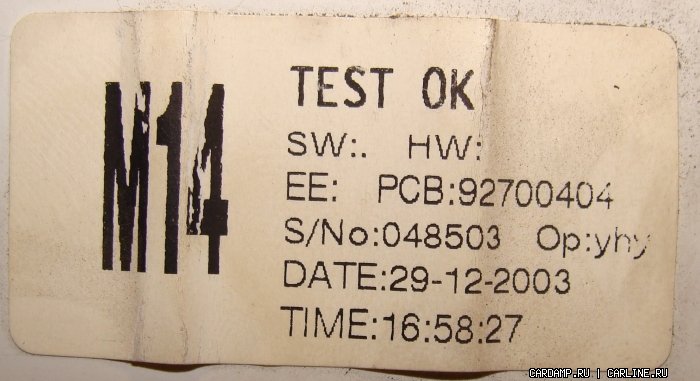 M14
TEST OK
SW:. HW:
EE: PCB:92700404
S/No:048503 Op:yhy
DATE:29-12-2003
TIME:16:58:27
CARDAMP.RU | CARLINE.RU